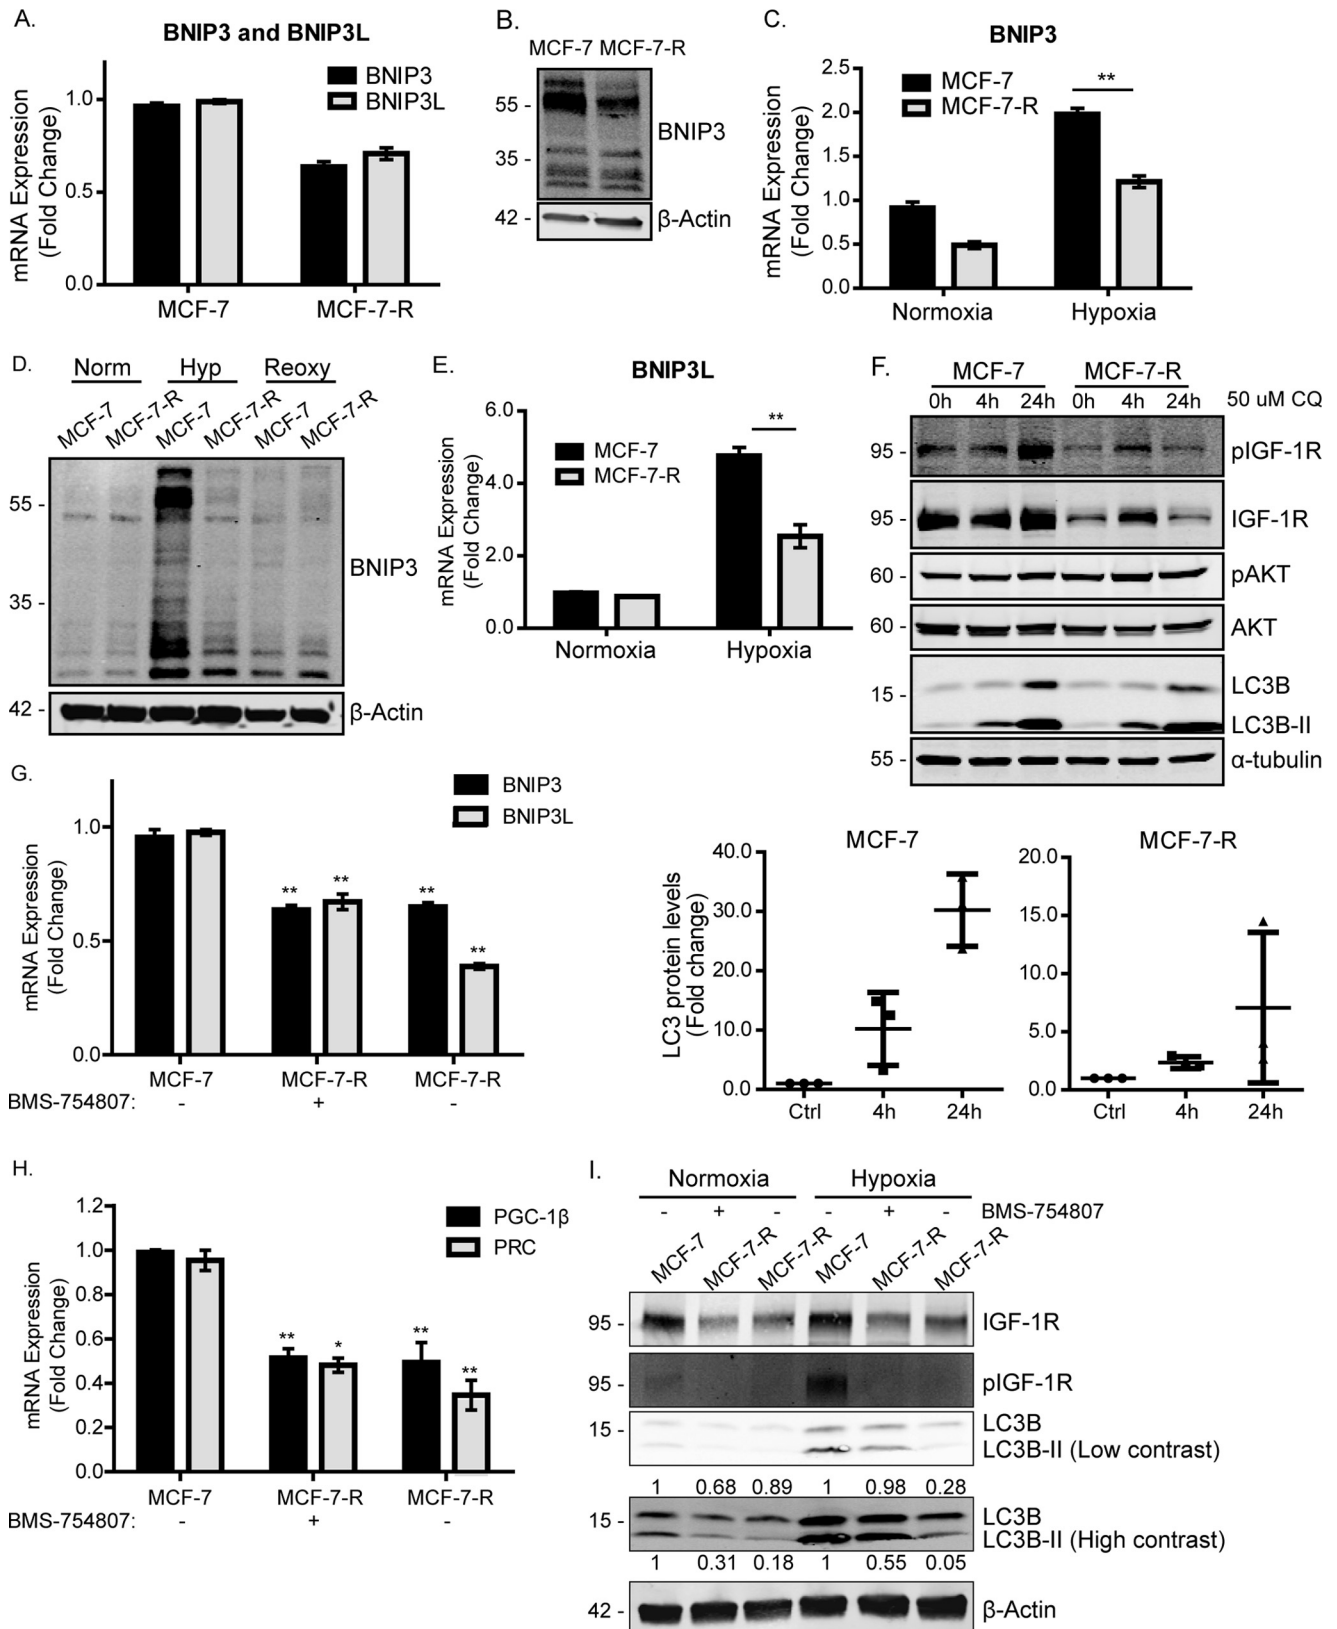 A.
BNIP3 and BNIP3L
BNIP3
BNIP3L
mRNA Expression
(Fold Change)
1.0
0.5
0.0
MCF-7
MCF-7-R
B.
MCF-7 MCF-7-R
55 -
35 -
42 -
BNIP3
β-Actin
C.
BNIP3
MCF-7
MCF-7-R
**
mRNA Expression
(Fold Change)
2.5
2.0
1.5
1.0
0.5
0.0
Normoxia
Hypoxia
D.
Norm
Hyp
Reoxy
MCF-7
MCF-7-R
MCF-7
MCF-7-R
MCF-7
MCF-7-R
55 -
35 -
42 -
BNIP3
β-Actin
E.
BNIP3L
MCF-7
MCF-7-R
**
mRNA Expression
(Fold Change)
6.0
4.0
2.0
0.0
Normoxia
Hypoxia
F.
MCF-7
MCF-7-R
0h 4h 24h 0h 4h 24h 50 uM CQ
95 - pIGF-1R
95 - IGF-1R
60 - pAKT
60 - AKT
15 -
LC3B
LC3B-II
55 - α-tubulin
MCF-7
LC3 protein levels
(Fold change)
40.0
30.0
20.0
10.0
0.0
Ctrl 4h 24h
MCF-7-R
20.0
15.0
10.0
5.0
0.0
Ctrl 4h 24h
G.
BNIP3
BNIP3L
mRNA Expression
(Fold Change)
1.0
0.5
0.0
** **
**
**
MCF-7 MCF-7-R MCF-7-R
BMS-754807: - + -
H.
PGC-1β
PRC
mRNA Expression
(Fold Change)
1.2
1.0
0.8
0.6
0.4
0.2
0.0
** *
**
**
MCF-7 MCF-7-R MCF-7-R
BMS-754807: - + -
I.
Normoxia
Hypoxia
- + - - + - BMS-754807
MCF-7
MCF-7-R
MCF-7-R
MCF-7
MCF-7-R
MCF-7-R
95 - IGF-1R
95 - pIGF-1R
15 -
LC3B
LC3B-II (Low contrast)
1 0.68 0.89 1 0.98 0.28
15 -
LC3B
LC3B-II (High contrast)
1 0.31 0.18 1 0.55 0.05
42 - β-Actin